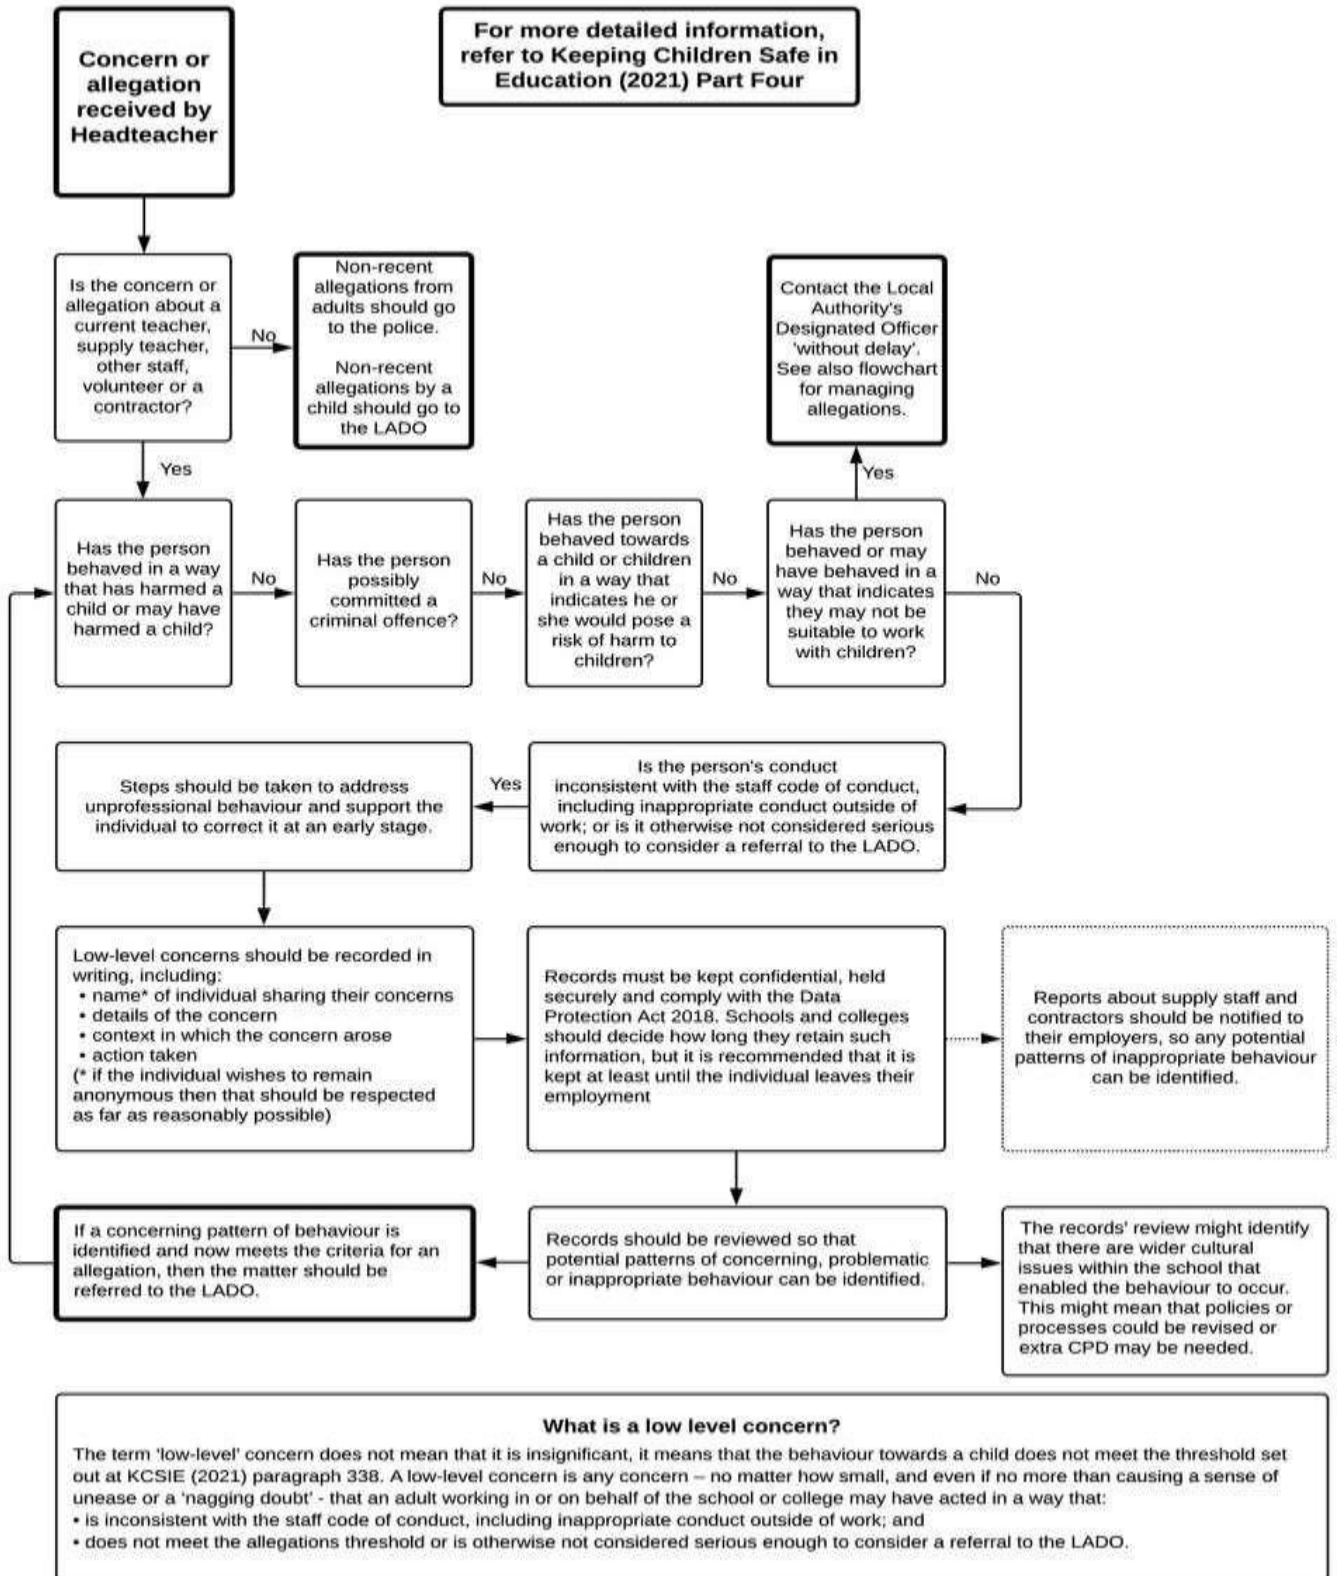 Concern or
allegation
received by
Headteacher
For more detailed information,
refer to Keeping Children Safe in
Education (2021) Part Four
Is the concern or
allegation about a
current teacher,
supply teacher,
other staff,
volunteer or a
contractor?
No
Non-recent
allegations from
adults should go
to the police.
Non-recent
allegations by a
child should go to
the LADO
Contact the Local
Authority's
Designated Officer
'without delay'.
See also flowchart
for managing
allegations.
Yes
Yes
Has the person
behaved in a way
that has harmed a
child or may have
harmed a child?
No
Has the person
possibly
committed a
criminal offence?
No
Has the person
behaved towards
a child or children
in a way that
indicates he or
she would pose a
risk of harm to
children?
No
Has the person
behaved or may
have behaved in a
way that indicates
they may not be
suitable to work
with children?
No
Is the person's conduct
inconsistent with the staff code of conduct,
including inappropriate conduct outside of
work; or is it otherwise not considered serious
enough to consider a referral to the LADO.
Yes
Steps should be taken to address
unprofessional behaviour and support the
individual to correct it at an early stage.
Low-level concerns should be recorded in
writing, including:
• name* of individual sharing their concerns
• details of the concern
• context in which the concern arose
• action taken
(* if the individual wishes to remain
anonymous then that should be respected
as far as reasonably possible)
Records must be kept confidential, held
securely and comply with the Data
Protection Act 2018. Schools and colleges
should decide how long they retain such
information, but it is recommended that it is
kept at least until the individual leaves their
employment
Reports about supply staff and
contractors should be notified to
their employers, so any potential
patterns of inappropriate behaviour
can be identified.
If a concerning pattern of behaviour is
identified and now meets the criteria for an
allegation, then the matter should be
referred to the LADO.
Records should be reviewed so that
potential patterns of concerning, problematic
or inappropriate behaviour can be identified.
The records' review might identify
that there are wider cultural
issues within the school that
enabled the behaviour to occur.
This might mean that policies or
processes could be revised or
extra CPD may be needed.
What is a low level concern?
The term 'low-level' concern does not mean that it is insignificant, it means that the behaviour towards a child does not meet the threshold set
out at KCSIE (2021) paragraph 338. A low-level concern is any concern – no matter how small, and even if no more than causing a sense of
unease or a 'nagging doubt' - that an adult working in or on behalf of the school or college may have acted in a way that:
• is inconsistent with the staff code of conduct, including inappropriate conduct outside of work; and
• does not meet the allegations threshold or is otherwise not considered serious enough to consider a referral to the LADO.